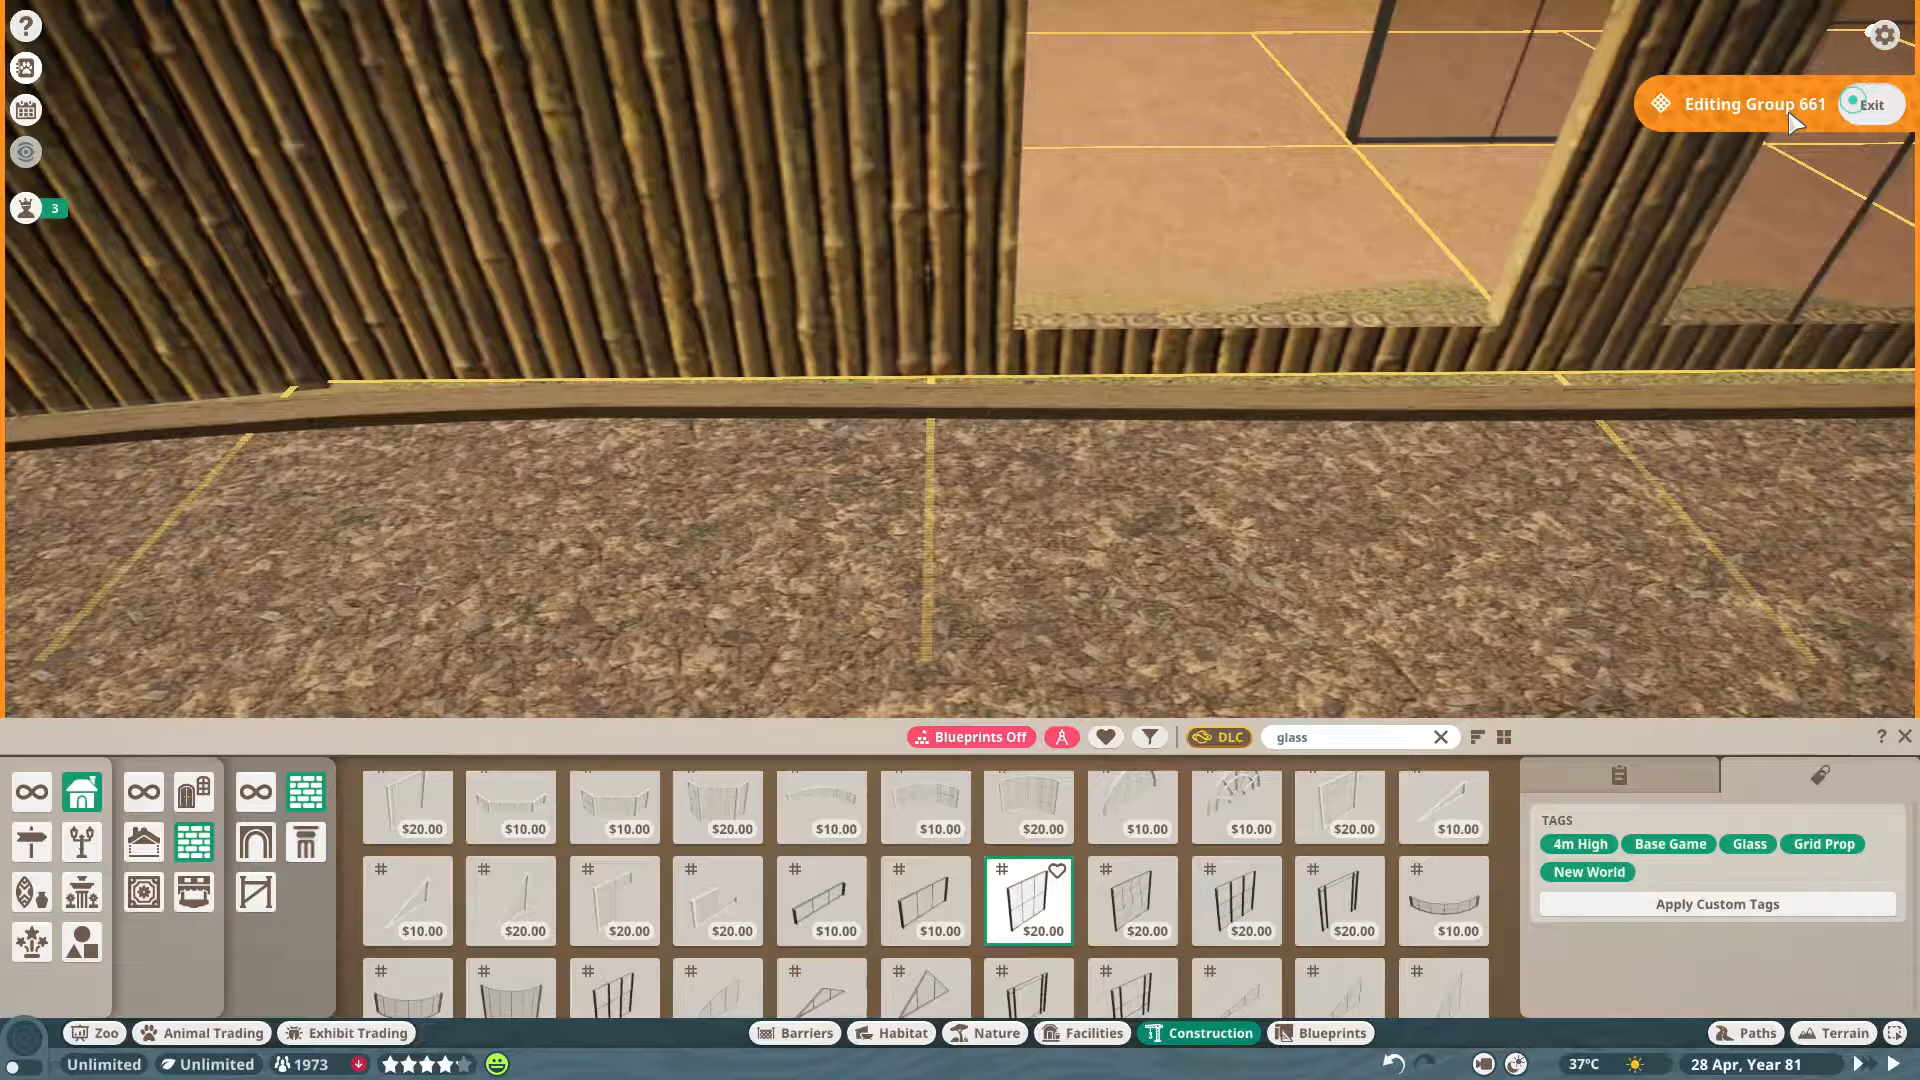 ?
3
Editing Group 661
Exit
Blueprints Off
DLC
glass
?
$20.00 $10.00 $10.00 $20.00 $10.00 $10.00 $20.00 $10.00 $10.00 $20.00 $10.00
$10.00 $20.00 $20.00 $20.00 $10.00 $10.00 $20.00 $20.00 $20.00 $20.00 $10.00
TAGS
4m High Base Game Glass Grid Prop
New World
Apply Custom Tags
Zoo Animal Trading Exhibit Trading Barriers Habitat Nature Facilities Construction Blueprints Paths Terrain
Unlimited Unlimited 1973 37°C 28 Apr, Year 81